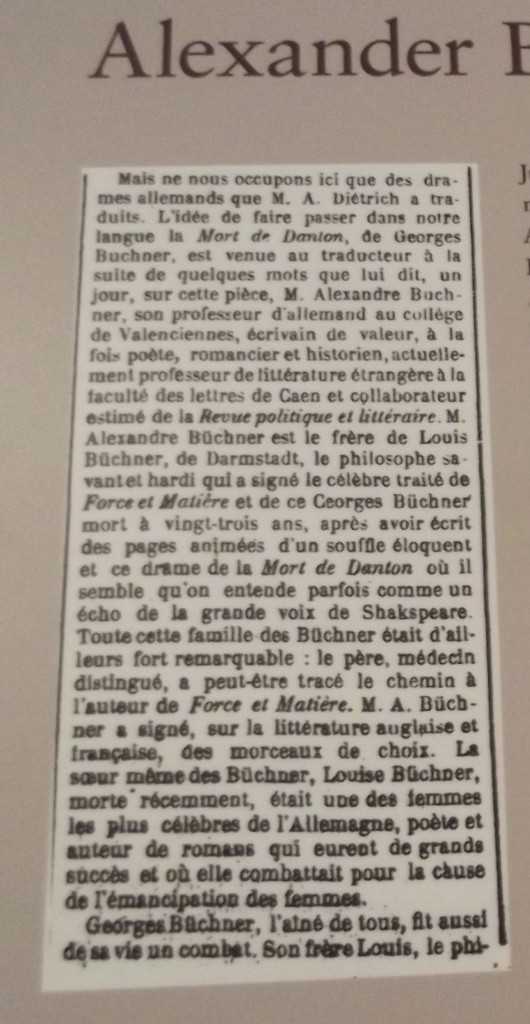 Alexander B
Mais ne nous occupons ici que des dra-
mes allemands que M. A. Diétrich a tra-
duits. L'idée de faire passer dans notre
langue la Mort de Danton, de Georges
Buchner, est venue au traducteur à la
suite de quelques mots que lui dit, un
jour, sur cette pièce, M. Alexandre Buch-
ner, son professeur d'allemand au collége
de Valenciennes, écrivain de valeur, à la
fois poëte, romancier et historien, actuelle-
ment professeur de littérature étrangère à la
faculté des lettres de Caen et collaborateur
estimé de la Revue politique et littéraire. M.
Alexandre Büchner est le frère de Louis
Büchner, de Darmstadt, le philosophe sa-
vant et hardi qui a signé le célèbre traité de
Force et Matière et de ce Georges Büchner
mort à vingt-trois ans, après avoir écrit
des pages animées d'un souffle éloquent
et ce drame de la Mort de Danton où il
semble qu'on entende parfois comme un
écho de la grande voix de Shakspeare.
Toute cette famille des Büchner était d'ail-
leurs fort remarquable : le père, médecin
distingué, a peut-être tracé le chemin à
l'auteur de Force et Matière. M. A. Büch-
ner a signé, sur la littérature anglaise et
française, des morceaux de choix. La
sœur même des Büchner, Louise Büchner,
morte récemment, était une des femmes
les plus célèbres de l'Allemagne, poëte et
auteur de romans qui eurent de grands
succès et où elle combattait pour la cause
de l'émancipation des femmes.
Georges Büchner, l'aîné de tous, fit aussi
de sa vie un combat. Son frère Louis, le phi-